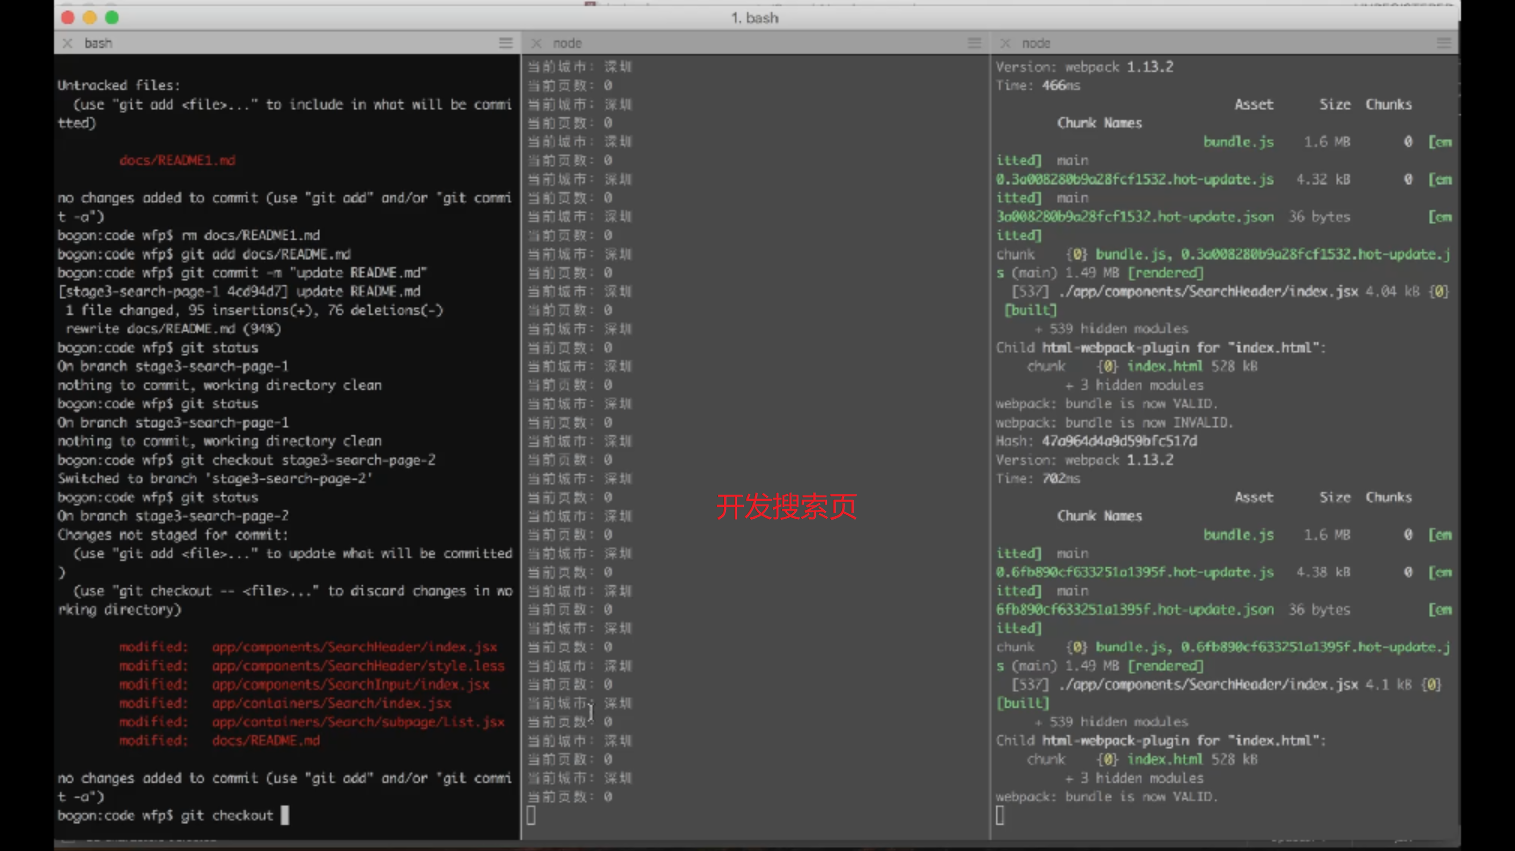 1. bash
bash
Untracked files:
(use "git add <file>..." to include in what will be commi
tted)
docs/README1.md
no changes added to commit (use "git add" and/or "git commi
t -a")
bogon:code wfp$ rm docs/README1.md
bogon:code wfp$ git add docs/README.md
bogon:code wfp$ git commit -m "update README.md"
[stage3-search-page-1 4cd94d7] update README.md
1 file changed, 95 insertions(+), 76 deletions(-)
rewrite docs/README.md (94%)
bogon:code wfp$ git status
On branch stage3-search-page-1
nothing to commit, working directory clean
bogon:code wfp$ git status
On branch stage3-search-page-1
nothing to commit, working directory clean
bogon:code wfp$ git checkout stage3-search-page-2
Switched to branch 'stage3-search-page-2'
bogon:code wfp$ git status
On branch stage3-search-page-2
Changes not staged for commit:
(use "git add <file>..." to update what will be committed
)
(use "git checkout -- <file>..." to discard changes in wo
rking directory)
modified: app/components/SearchHeader/index.jsx
modified: app/components/SearchHeader/style.less
modified: app/components/SearchInput/index.jsx
modified: app/containers/Search/index.jsx
modified: app/containers/Search/subpage/List.jsx
modified: docs/README.md
no changes added to commit (use "git add" and/or "git commi
t -a")
bogon:code wfp$ git checkout
node
当前城市: 深圳
当前页数: 0
当前城市: 深圳
当前页数: 0
当前城市: 深圳
当前页数: 0
当前城市: 深圳
当前页数: 0
当前城市: 深圳
当前页数: 0
当前城市: 深圳
当前页数: 0
当前城市: 深圳
当前页数: 0
当前城市: 深圳
当前页数: 0
当前城市: 深圳
当前页数: 0
当前城市: 深圳
当前页数: 0
当前城市: 深圳
当前页数: 0
当前城市: 深圳
当前页数: 0
当前城市: 深圳
当前页数: 0
当前城市: 深圳
当前页数: 0
当前城市: 深圳
当前页数: 0
当前城市: 深圳
当前页数: 0
当前城市: 深圳
当前页数: 0
当前城市: 深圳
当前页数: 0
当前城市: 深圳
当前页数: 0
当前城市: 深圳
当前页数: 0
开发搜索页
node
Version: webpack 1.13.2
Time: 466ms
Asset Size Chunks
Chunk Names
bundle.js 1.6 MB 0 [em
itted] main
0.3a008280b9a28fcf1532.hot-update.js 4.32 kB 0 [em
itted] main
3a008280b9a28fcf1532.hot-update.json 36 bytes [em
itted]
chunk {0} bundle.js, 0.3a008280b9a28fcf1532.hot-update.j
s (main) 1.49 MB [rendered]
[537] ./app/components/SearchHeader/index.jsx 4.04 kB {0}
[built]
+ 539 hidden modules
Child html-webpack-plugin for "index.html":
chunk {0} index.html 528 kB
+ 3 hidden modules
webpack: bundle is now VALID.
webpack: bundle is now INVALID.
Hash: 47a964d4a9d59bfc517d
Version: webpack 1.13.2
Time: 702ms
Asset Size Chunks
Chunk Names
bundle.js 1.6 MB 0 [em
itted] main
0.6fb890cf633251a1395f.hot-update.js 4.38 kB 0 [em
itted] main
6fb890cf633251a1395f.hot-update.json 36 bytes [em
itted]
chunk {0} bundle.js, 0.6fb890cf633251a1395f.hot-update.j
s (main) 1.49 MB [rendered]
[537] ./app/components/SearchHeader/index.jsx 4.1 kB {0}
[built]
+ 539 hidden modules
Child html-webpack-plugin for "index.html":
chunk {0} index.html 528 kB
+ 3 hidden modules
webpack: bundle is now VALID.